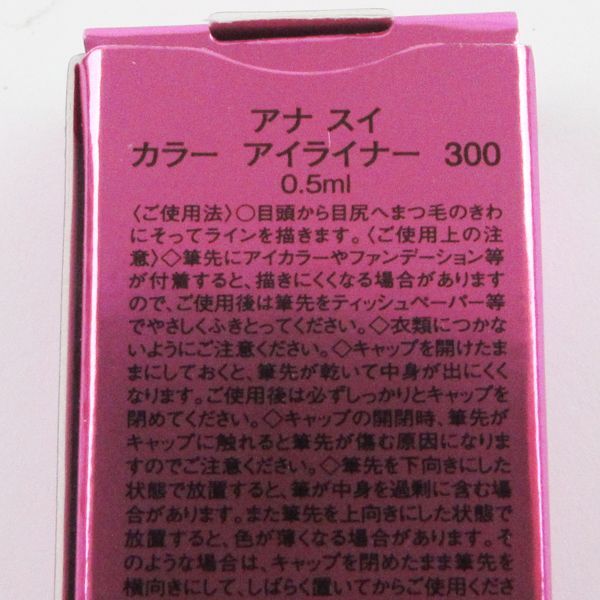 アナ スイ
カラー アイライナー 300
0.5ml
〈ご使用法〉○目頭から目尻へまつ毛のきわ
にそってラインを描きます。〈ご使用上の注
意〉◇筆先にアイカラーやファンデーション等
が付着すると、描きにくくなる場合があります
ので、ご使用後は筆先をティッシュペーパー等
でやさしくふきとってください。◇衣類につかな
いようにご注意ください。◇キャップを開けたま
まにしておくと、筆先が乾いて中身が出にくく
なります。ご使用後は必ずしっかりとキャップを
閉めてください。◇キャップの開閉時、筆先が
キャップに触れると筆先が傷む原因になりま
すのでご注意ください。◇筆先を下向きにした
状態で放置すると、筆が中身を過剰に含む場
合があります。また筆先を上向きにした状態で
放置すると、色が薄くなる場合があります。そ
のような場合は、キャップを閉めたまま筆先を
横向きにして、しばらく置いてからご使用くださ